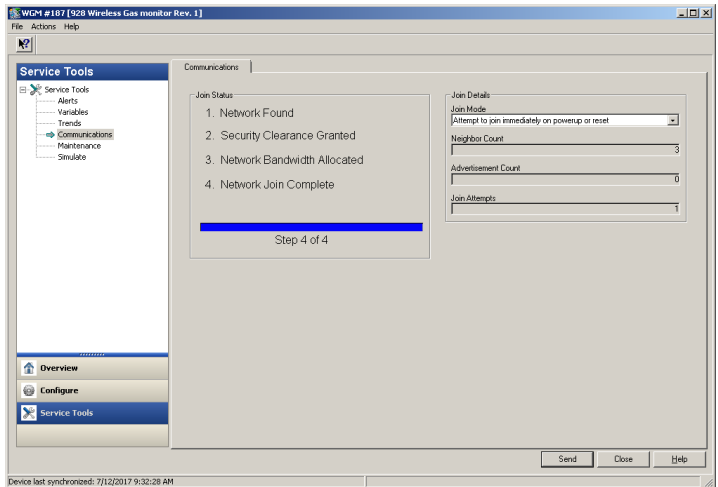 WGM #187 [928 Wireless Gas monitor Rev. 1]
File Actions Help
Service Tools
Service Tools
Alerts
Variables
Trends
Communications
Maintenance
Simulate
Overview
Configure
Service Tools
Communications
Join Status
1. Network Found
2. Security Clearance Granted
3. Network Bandwidth Allocated
4. Network Join Complete
Step 4 of 4
Join Details
Join Mode
Attempt to join immediately on powerup or reset
Neighbor Count
3
Advertisement Count
0
Join Attempts
1
Send Close Help
Device last synchronized: 7/12/2017 9:32:28 AM